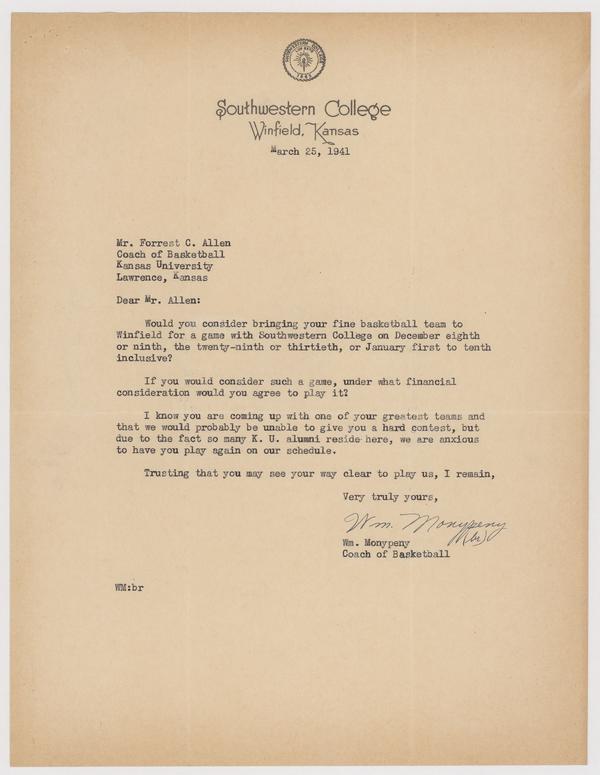 SOUTHWESTERN COLLEGE
1885
Southwestern College
Winfield, Kansas
March 25, 1941
Mr. Forrest C. Allen
Coach of Basketball
Kansas University
Lawrence, Kansas
Dear Mr. Allen:
Would you consider bringing your fine basketball team to
Winfield for a game with Southwestern College on December eighth
or ninth, the twenty-ninth or thirtieth, or January first to tenth
inclusive?
If you would consider such a game, under what financial
consideration would you agree to play it?
I know you are coming up with one of your greatest teams and
that we would probably be unable to give you a hard contest, but
due to the fact so many K. U. alumni reside here, we are anxious
to have you play again on our schedule.
Trusting that you may see your way clear to play us, I remain,
Very truly yours,
Wm. Monypeny
(br)
Wm. Monypeny
Coach of Basketball
WM:br